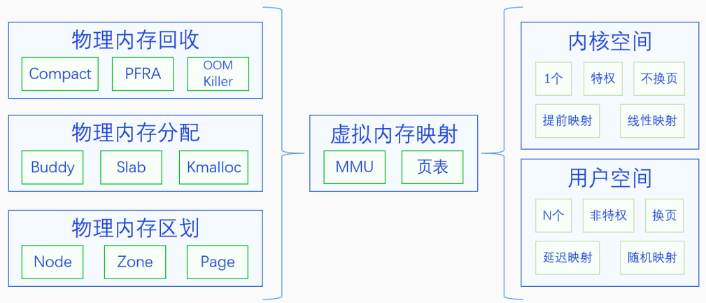 物理内存回收
Compact
PFRA
OOM
Killer
物理内存分配
Buddy
Slab
Kmalloc
物理内存区划
Node
Zone
Page
虚拟内存映射
MMU
页表
内核空间
1个
特权
不换页
提前映射
线性映射
用户空间
N个
非特权
换页
延迟映射
随机映射